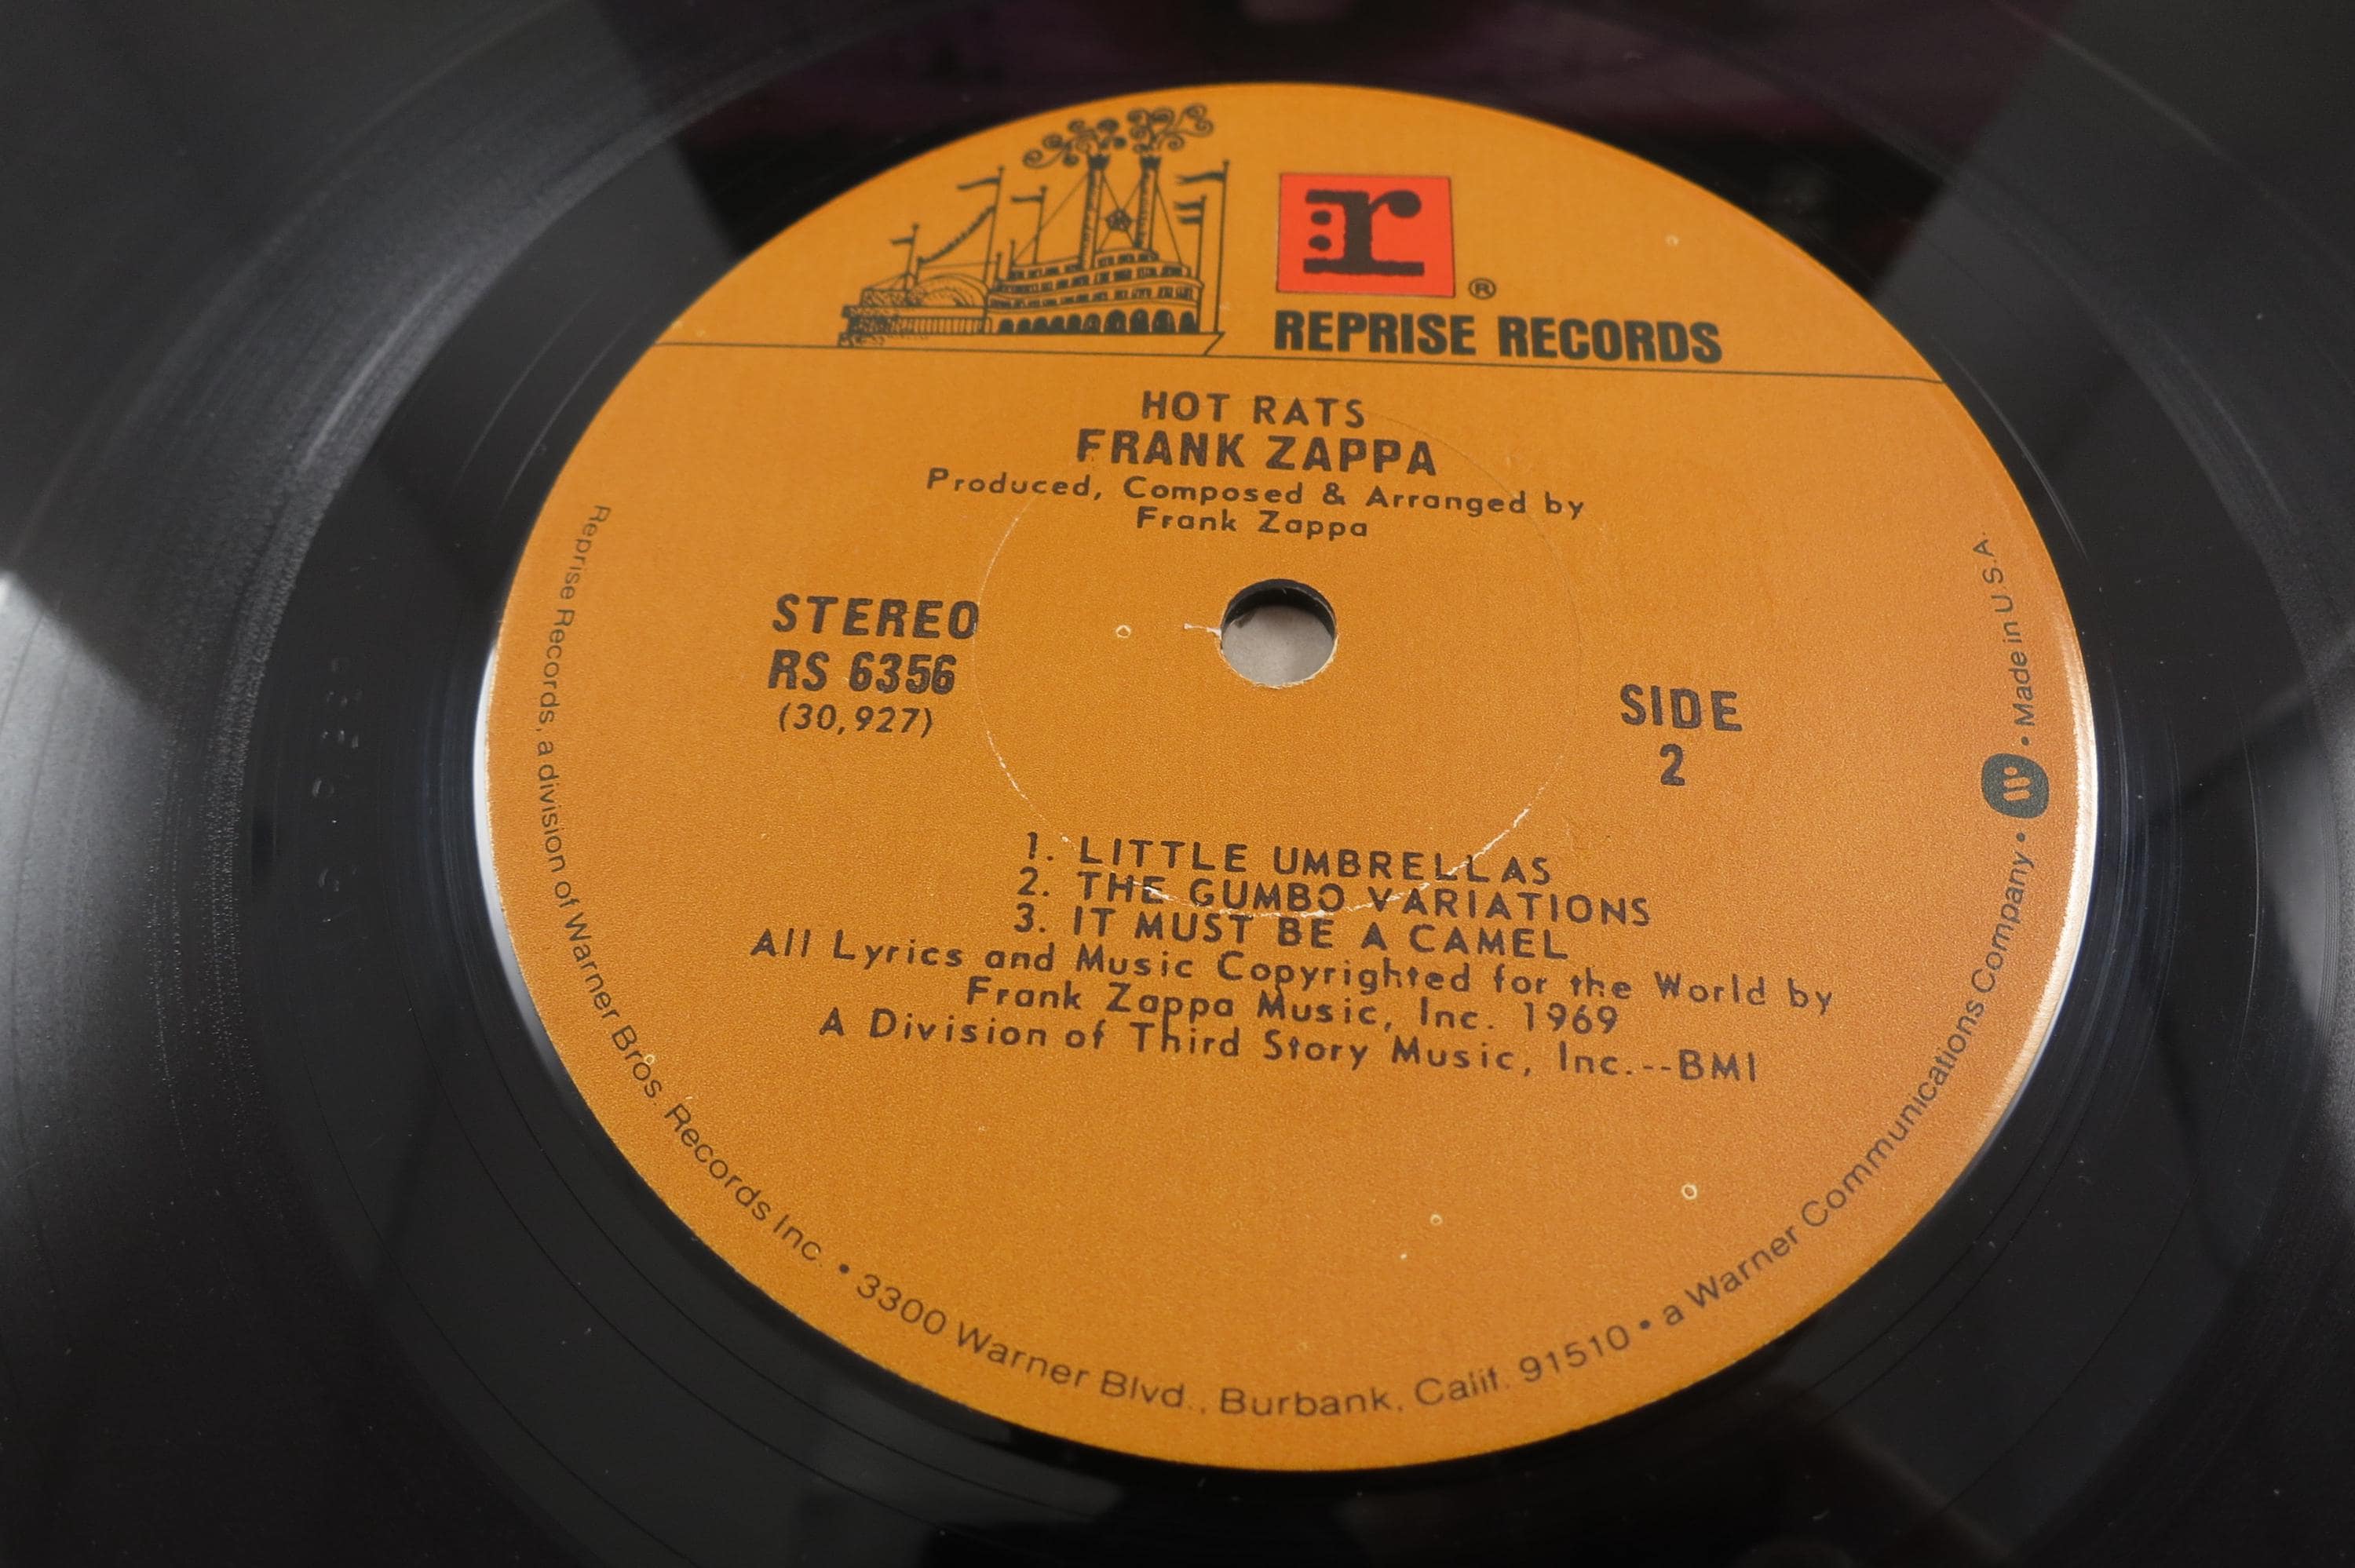 r
®
REPRISE RECORDS
HOT RATS
FRANK ZAPPA
Produced, Composed & Arranged by
Frank Zappa
STEREO
RS 6356
(30,927)
SIDE
2
1. LITTLE UMBRELLAS
2. THE GUMBO VARIATIONS
3. IT MUST BE A CAMEL
All Lyrics and Music Copyrighted for the World by
Frank Zappa Music, Inc. 1969
A Division of Third Story Music, Inc.--BMI
Reprise Records, a division of Warner Bros. Records Inc. • 3300 Warner Blvd., Burbank, Calif. 91510 • a Warner Communications Company • W • Made in U.S.A.